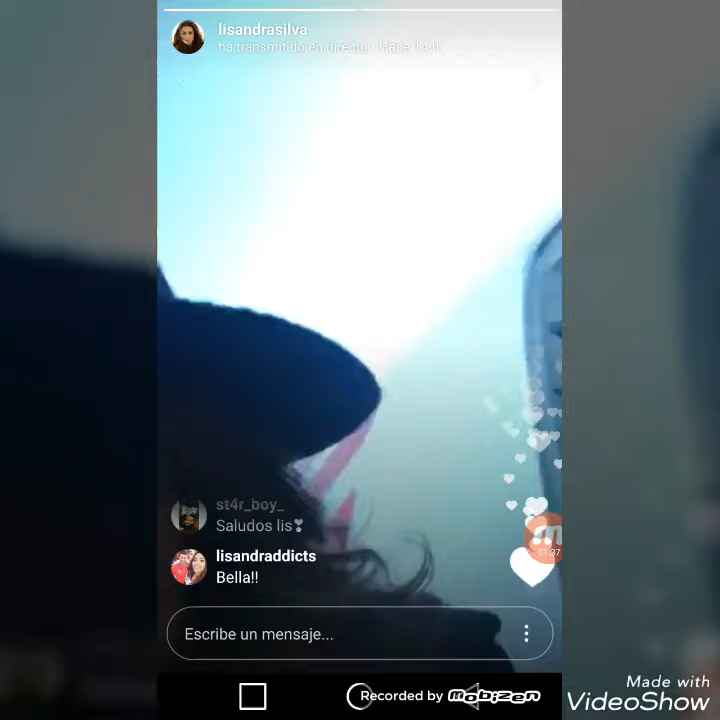 lisandrasilva
ha transmitido en directo · Hace 14 h
st4r_boy_
Saludos lis❣
lisandraddicts
Bella!!
01:37
Escribe un mensaje...
Recorded by mobizen
Made with
VideoShow